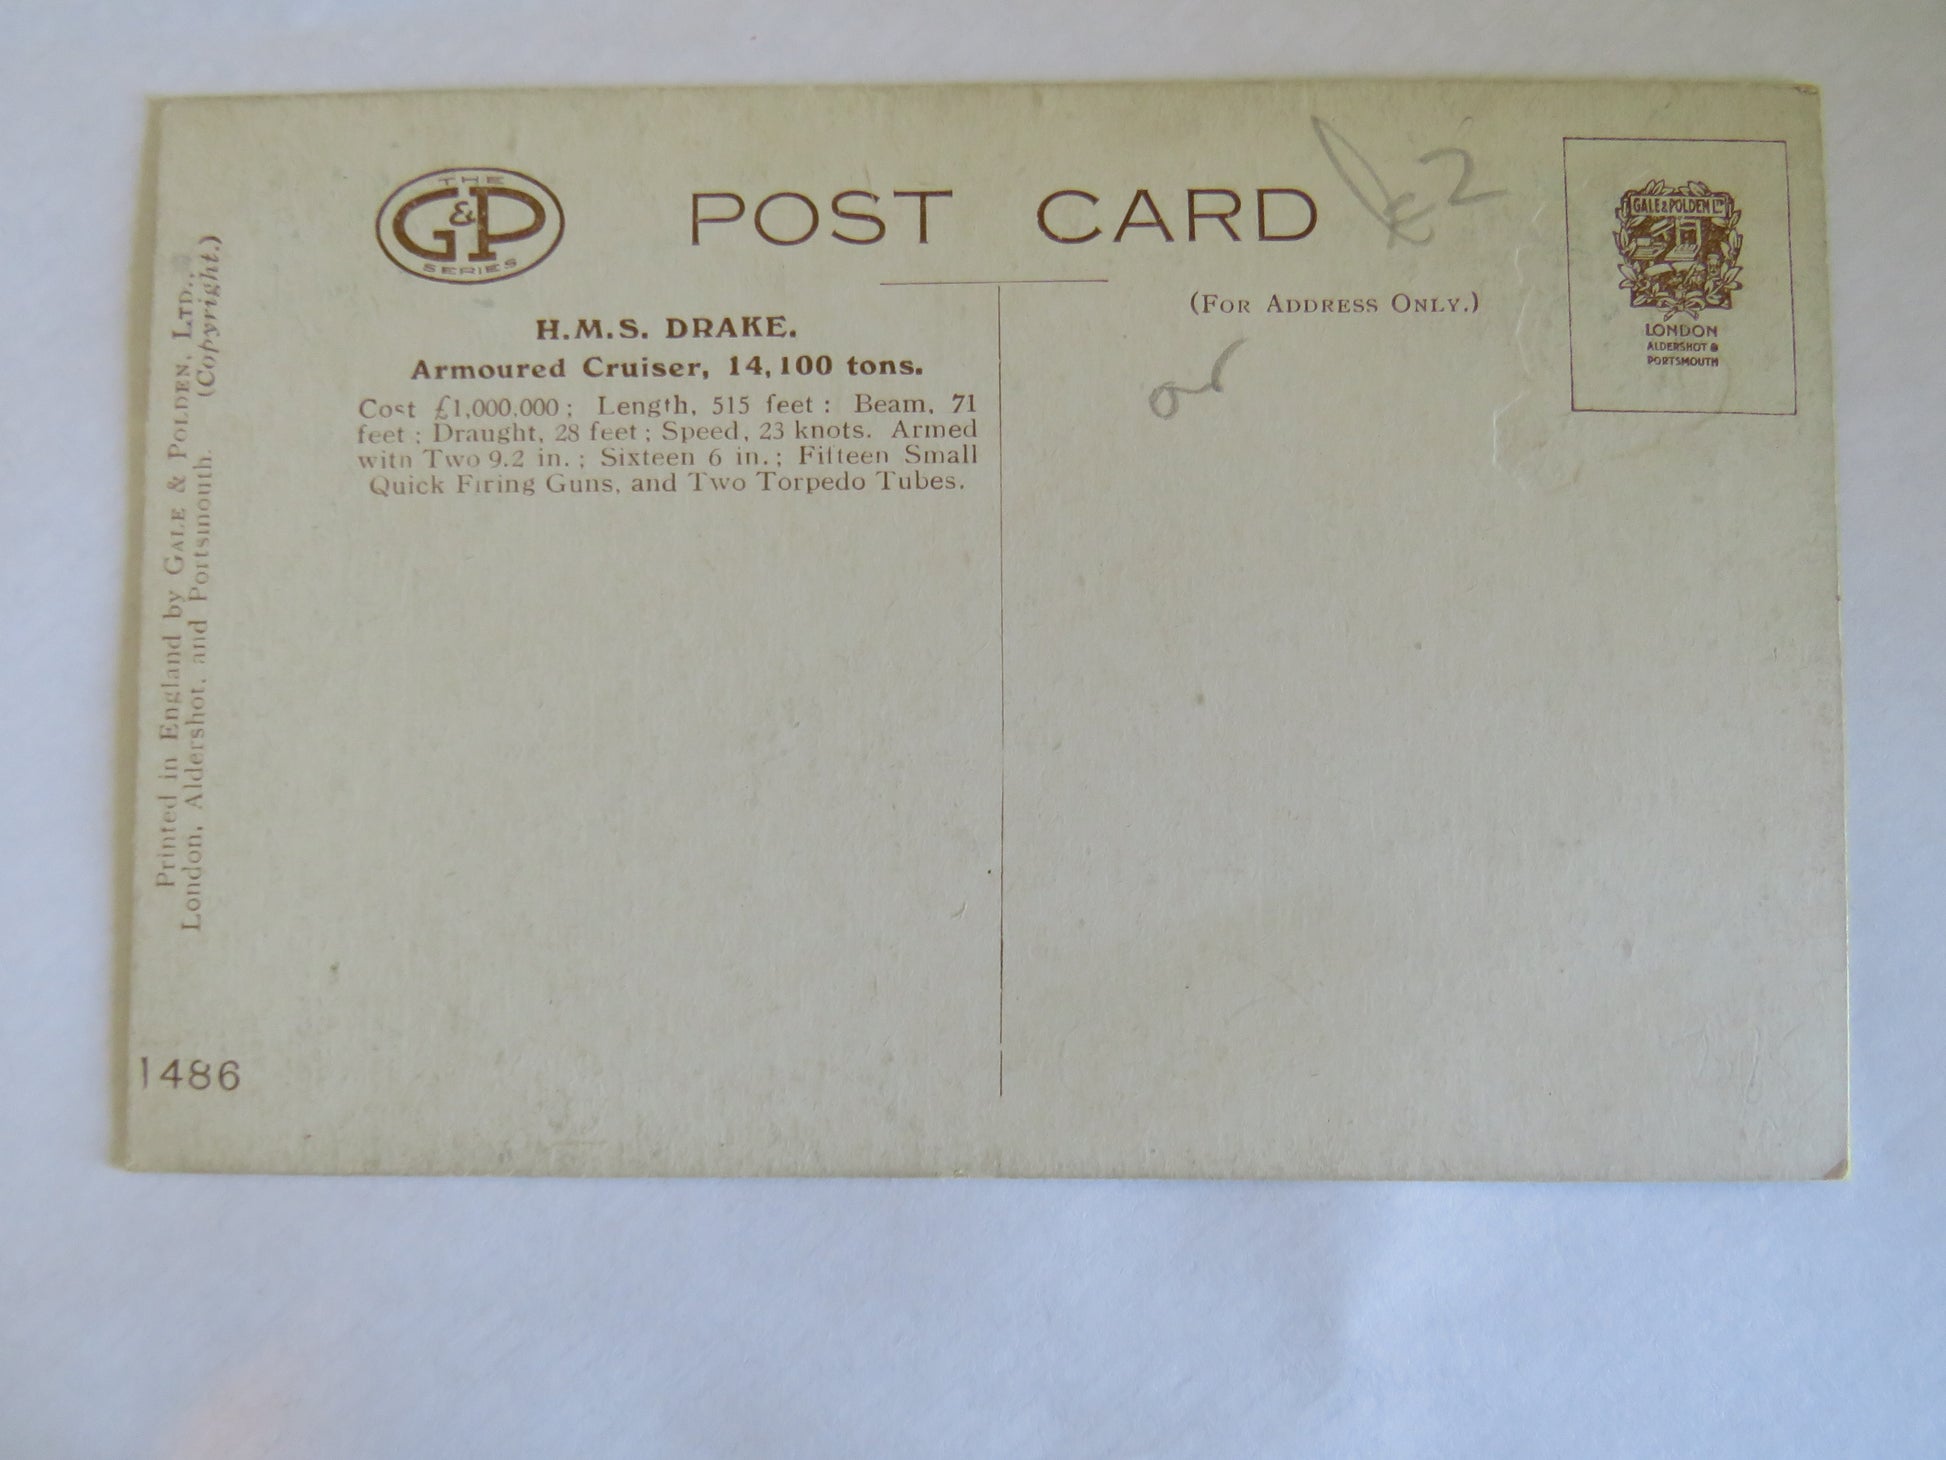 THE
G&P
SERIES
POST CARD
2
GALE & POLDEN LTD
LONDON
ALDERSHOT &
PORTSMOUTH
(FOR ADDRESS ONLY.)
H.M.S. DRAKE.
Armoured Cruiser, 14,100 tons.
Cost £1,000,000; Length, 515 feet: Beam, 71
feet: Draught, 28 feet; Speed, 23 knots. Armed
with Two 9.2 in.; Sixteen 6 in.; Fifteen Small
Quick Firing Guns, and Two Torpedo Tubes.
Printed in England by GALE & POLDEN, LTD.,
London, Aldershot, and Portsmouth. (Copyright.)
1486